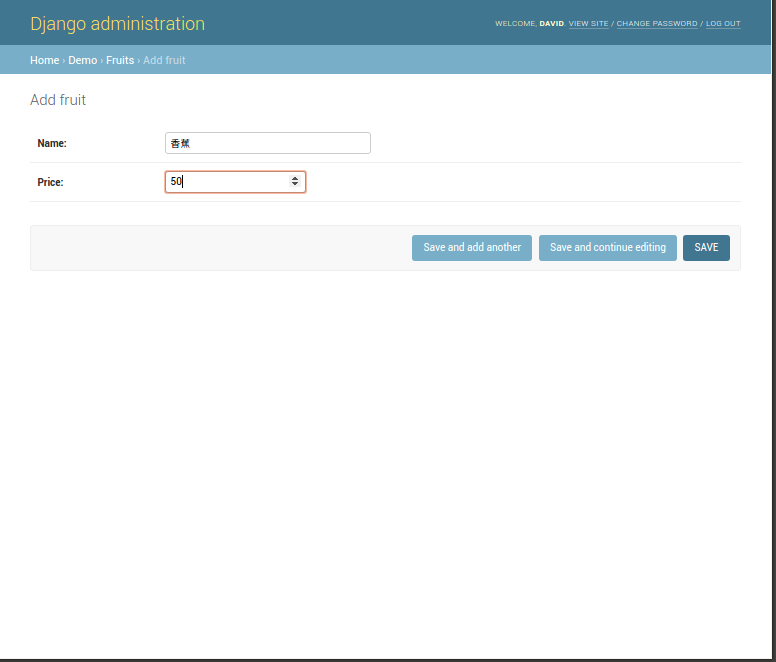 Django administration
WELCOME, DAVID. VIEW SITE / CHANGE PASSWORD / LOG OUT
Home › Demo › Fruits › Add fruit
Add fruit
Name: 香蕉
Price: 50
Save and add another Save and continue editing SAVE